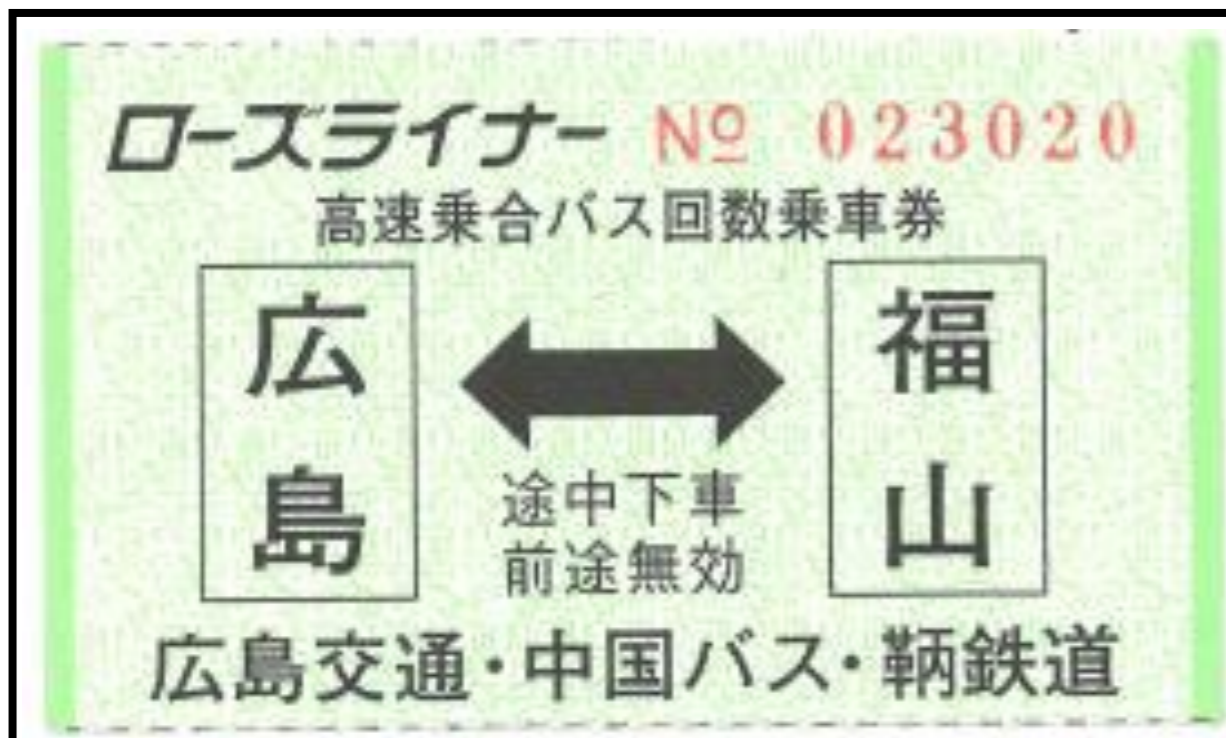 ローズライナー № 023020
高速乗合バス回数乗車券
広島
福山
途中下車
前途無効
広島交通・中国バス・鞆鉄道